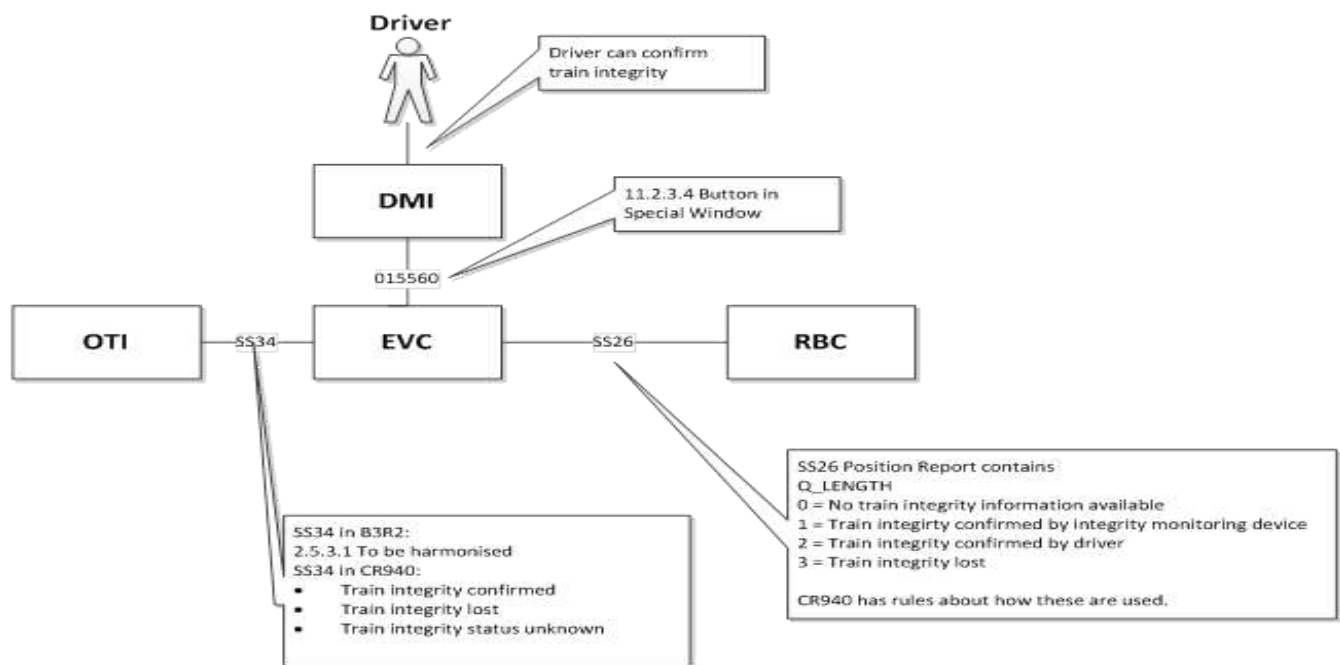 Driver
Driver can confirm
train integrity
DMI
11.2.3.4 Button in
Special Window
015560
OTI
SS34
EVC
SS26
RBC
SS34 in B3R2:
2.5.3.1 To be harmonised
SS34 in CR940:
• Train integrity confirmed
• Train integrity lost
• Train integrity status unknown
SS26 Position Report contains
Q_LENGTH
0 = No train integrity information available
1 = Train integirty confirmed by integrity monitoring device
2 = Train integrity confirmed by driver
3 = Train integrity lost
CR940 has rules about how these are used.